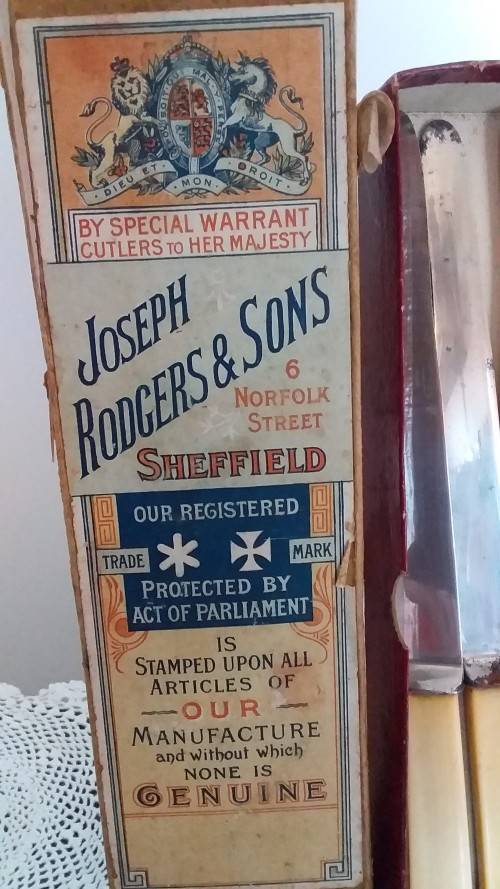 DIEU ET · MON · DROIT
BY SPECIAL WARRANT
CUTLERS TO HER MAJESTY
JOSEPH
RODGERS & SONS
6
NORFOLK
STREET
SHEFFIELD
OUR REGISTERED
TRADE MARK
PROTECTED BY
ACT OF PARLIAMENT
IS
STAMPED UPON ALL
ARTICLES OF
OUR
MANUFACTURE
and without which
NONE IS
GENUINE